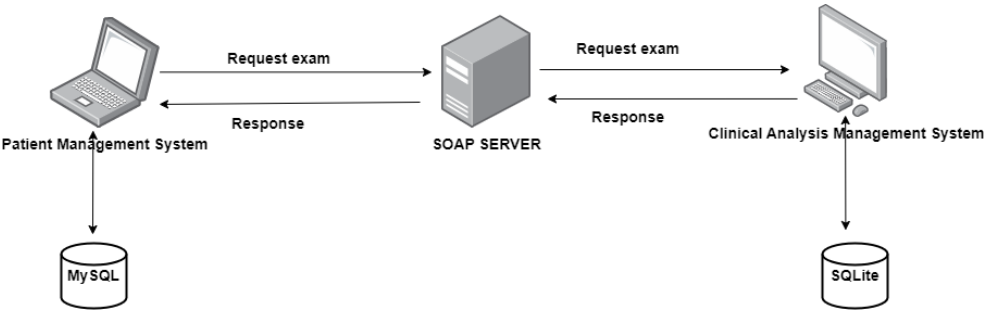 Request exam
Request exam
Response
Response
Patient Management System
SOAP SERVER
Clinical Analysis Management System
MySQL
SQLite